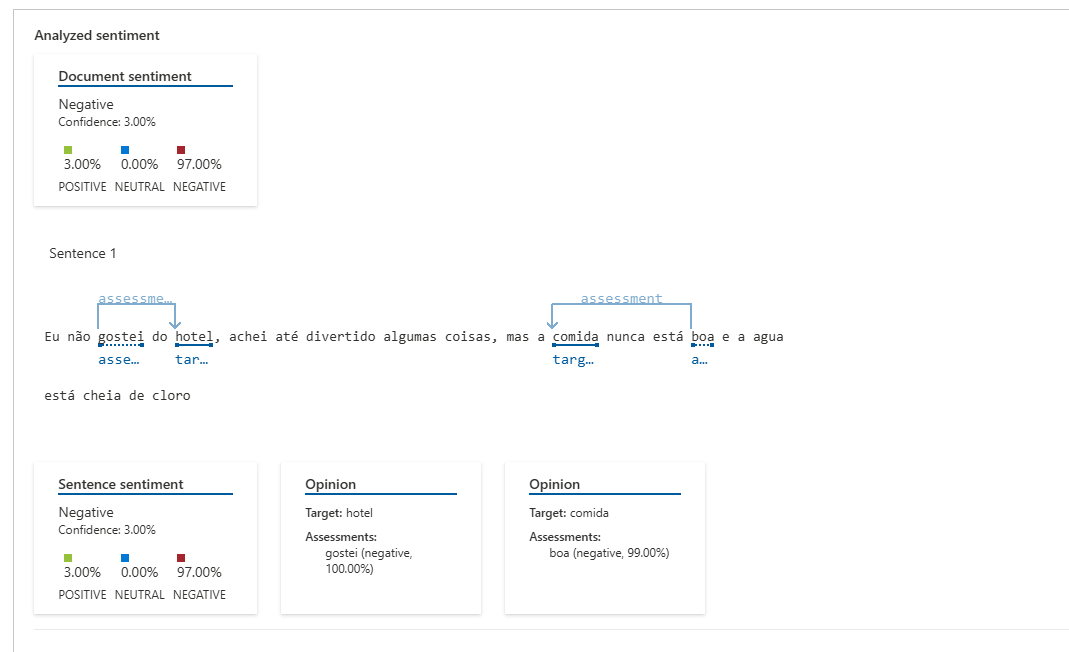 Analyzed sentiment
Document sentiment
Negative
Confidence: 3.00%
3.00% 0.00% 97.00%
POSITIVE NEUTRAL NEGATIVE
Sentence 1
assessme… assessment
Eu não gostei do hotel, achei até divertido algumas coisas, mas a comida nunca está boa e a agua
asse… tar… targ… a…
está cheia de cloro
Sentence sentiment
Negative
Confidence: 3.00%
3.00% 0.00% 97.00%
POSITIVE NEUTRAL NEGATIVE
Opinion
Target: hotel
Assessments:
gostei (negative,
100.00%)
Opinion
Target: comida
Assessments:
boa (negative, 99.00%)